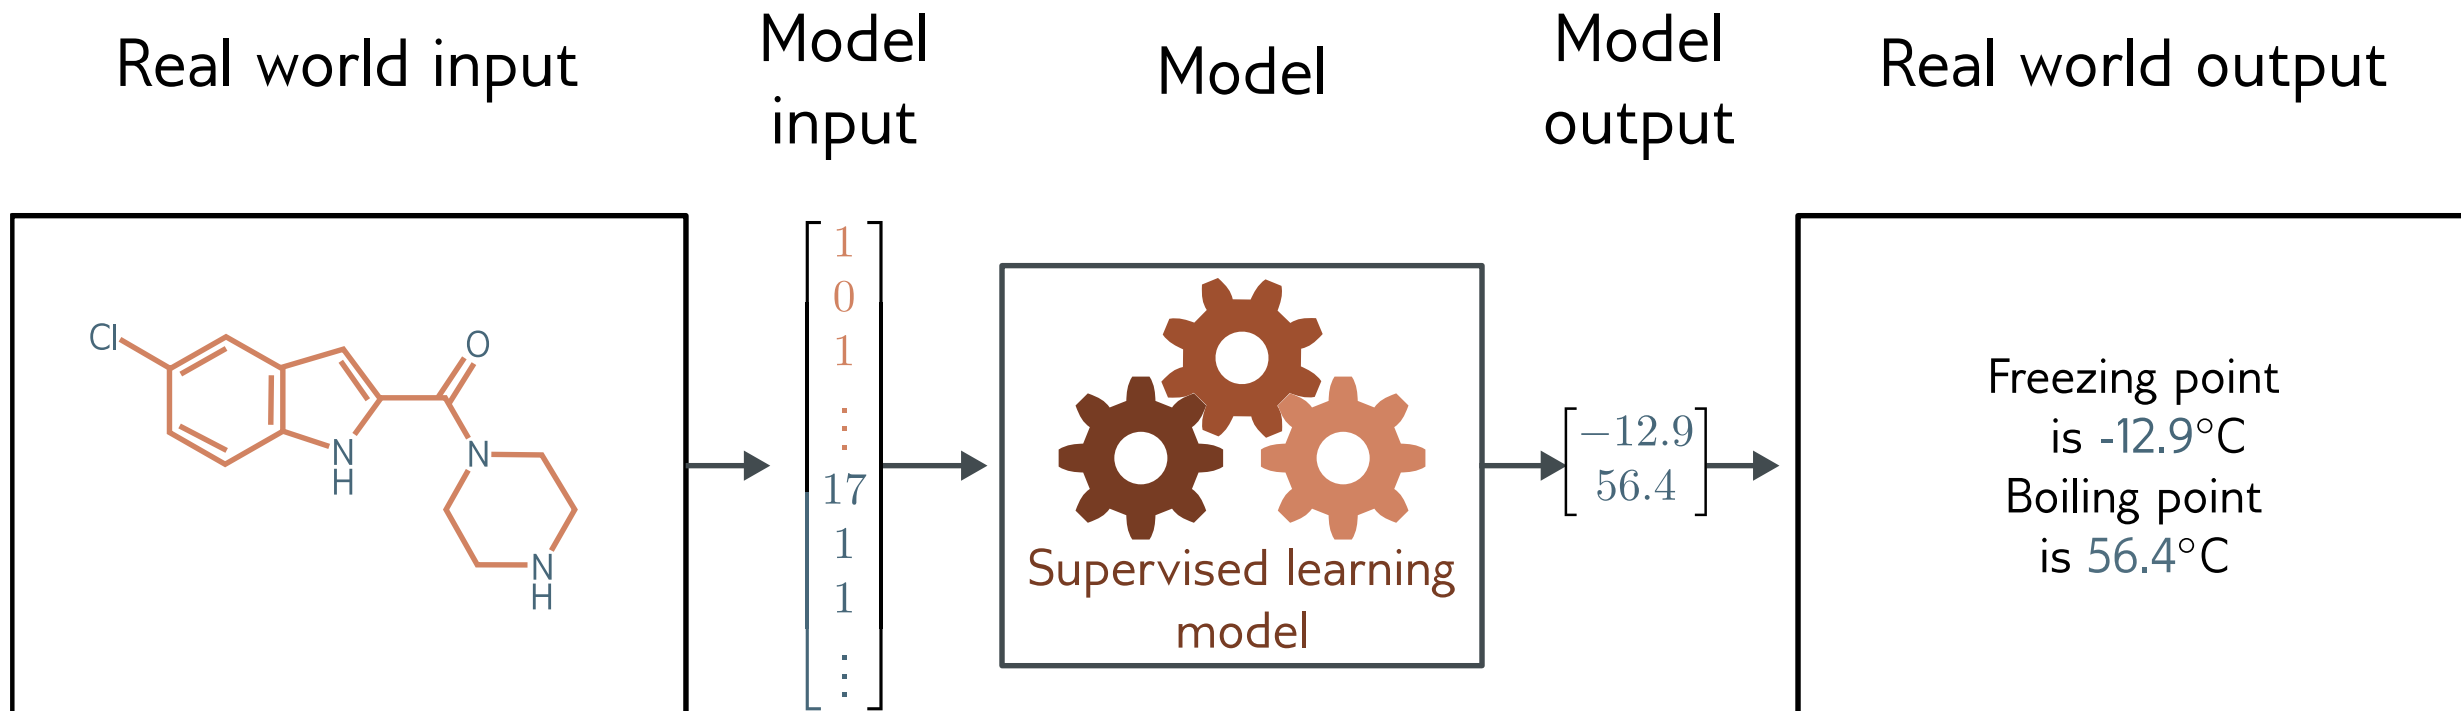 Real world input
Model
input
Model
Model
output
Real world output
Cl
O
N
H
N
N
H
1
0
1
⋮
17
1
1
⋮
Supervised learning
model
−12.9
56.4
Freezing point
is -12.9°C
Boiling point
is 56.4°C